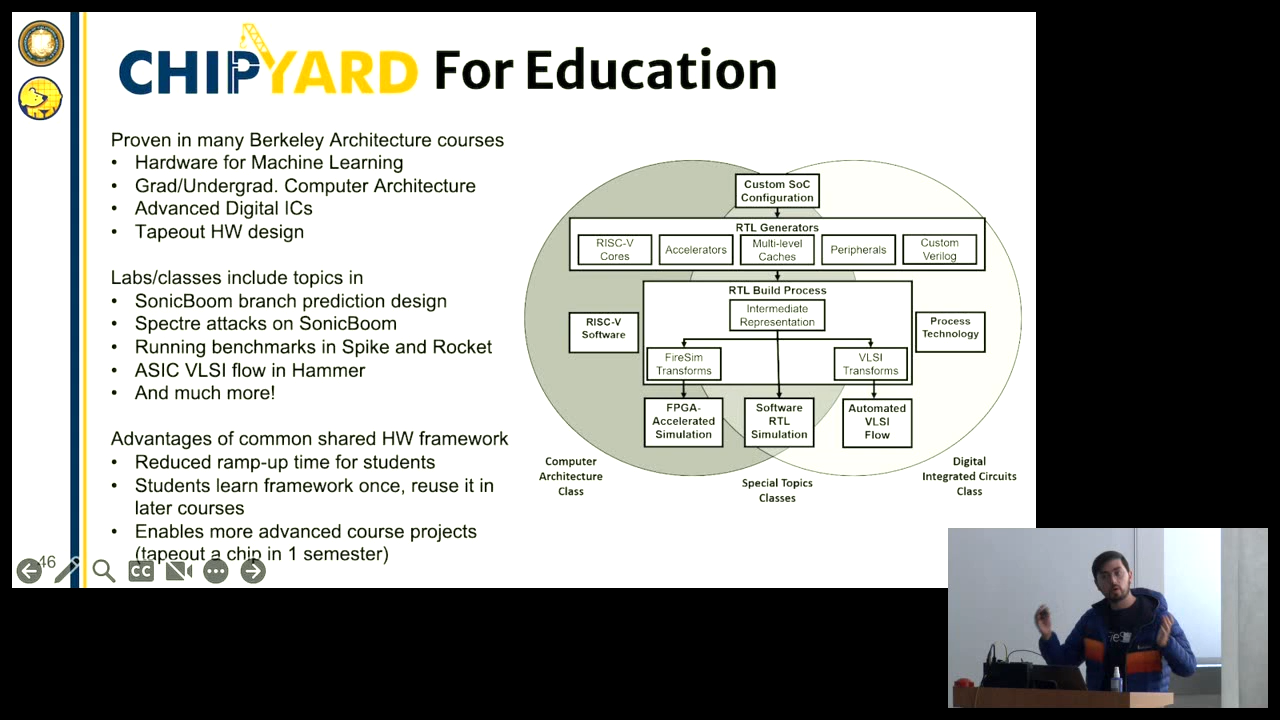 CHIPYARD For Education
Proven in many Berkeley Architecture courses
• Hardware for Machine Learning
• Grad/Undergrad. Computer Architecture
• Advanced Digital ICs
• Tapeout HW design
Labs/classes include topics in
• SonicBoom branch prediction design
• Spectre attacks on SonicBoom
• Running benchmarks in Spike and Rocket
• ASIC VLSI flow in Hammer
• And much more!
Advantages of common shared HW framework
• Reduced ramp-up time for students
• Students learn framework once, reuse it in
later courses
• Enables more advanced course projects
(tapeout a chip in 1 semester)
46
CC
Custom SoC
Configuration
RTL Generators
RISC-V
Cores
Accelerators
Multi-level
Caches
Peripherals
Custom
Verilog
RTL Build Process
Intermediate
Representation
RISC-V
Software
Process
Technology
FireSim
Transforms
VLSI
Transforms
FPGA-
Accelerated
Simulation
Software
RTL
Simulation
Automated
VLSI
Flow
Computer
Architecture
Class
Special Topics
Classes
Digital
Integrated Circuits
Class